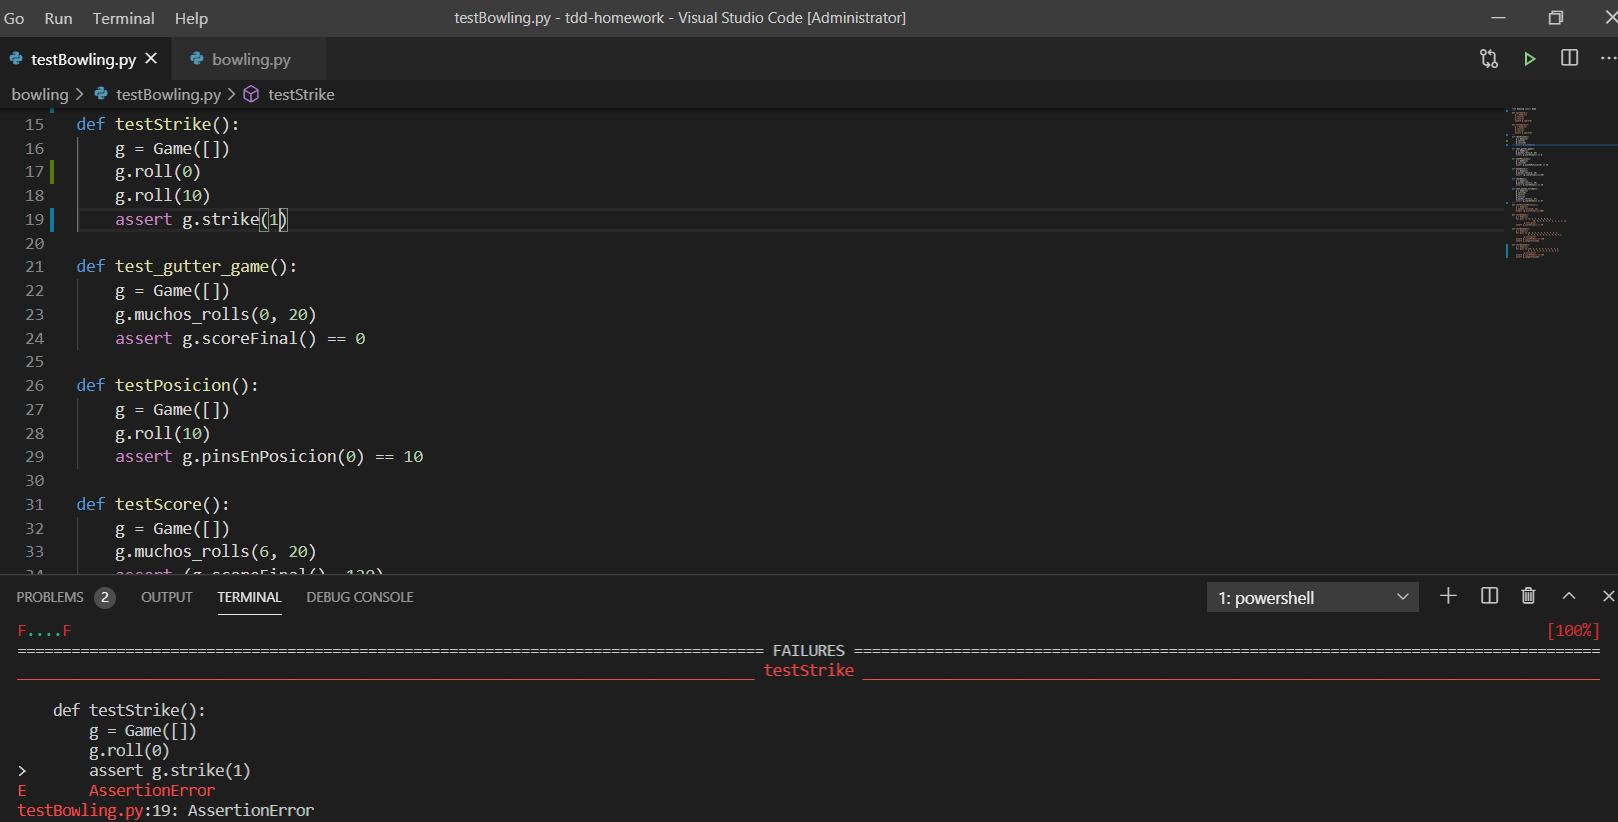 Go Run Terminal Help testBowling.py - tdd-homework - Visual Studio Code [Administrator]
testBowling.py bowling.py
bowling > testBowling.py > testStrike
15 def testStrike():
16 g = Game([])
17 g.roll(0)
18 g.roll(10)
19 assert g.strike(1)
20
21 def test_gutter_game():
22 g = Game([])
23 g.muchos_rolls(0, 20)
24 assert g.scoreFinal() == 0
25
26 def testPosicion():
27 g = Game([])
28 g.roll(10)
29 assert g.pinsEnPosicion(0) == 10
30
31 def testScore():
32 g = Game([])
33 g.muchos_rolls(6, 20)
34 assert (g.scoreFinal(), 120)
PROBLEMS 2 OUTPUT TERMINAL DEBUG CONSOLE 1: powershell
F....F [100%]
FAILURES
testStrike
def testStrike():
g = Game([])
g.roll(0)
> assert g.strike(1)
E AssertionError
testBowling.py:19: AssertionError